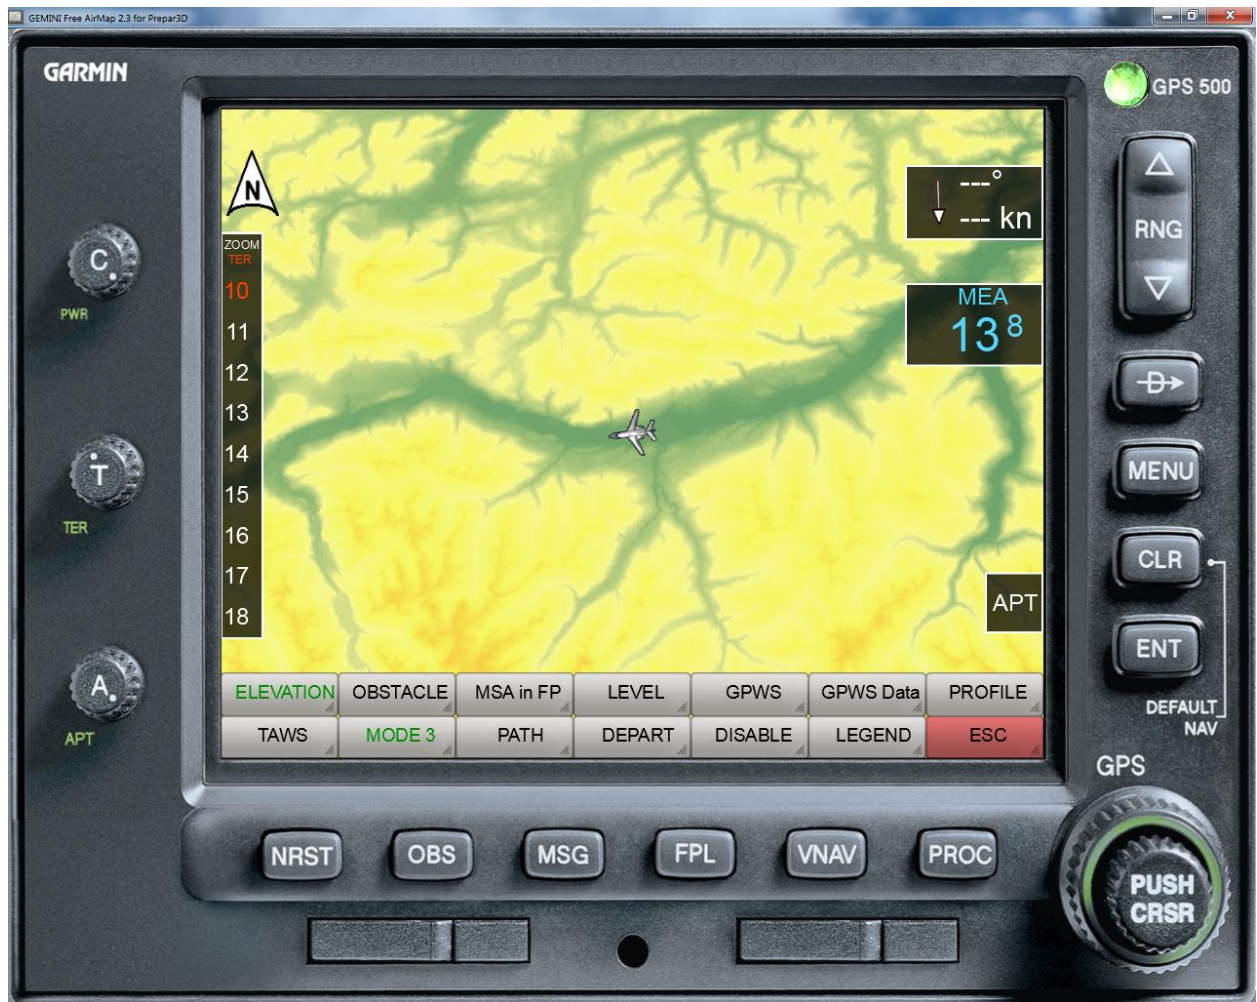 GEMINI Free AirMap 2.3 for Prepar3D
GARMIN
GPS 500
N
---°
--- kn
ZOOM
TER
10
11
12
13
14
15
16
17
18
MEA
13 8
APT
ELEVATION OBSTACLE MSA in FP LEVEL GPWS GPWS Data PROFILE
TAWS MODE 3 PATH DEPART DISABLE LEGEND ESC
C
PWR
T
TER
A
APT
RNG
D
MENU
CLR
ENT
DEFAULT
NAV
GPS
PUSH
CRSR
NRST OBS MSG FPL VNAV PROC